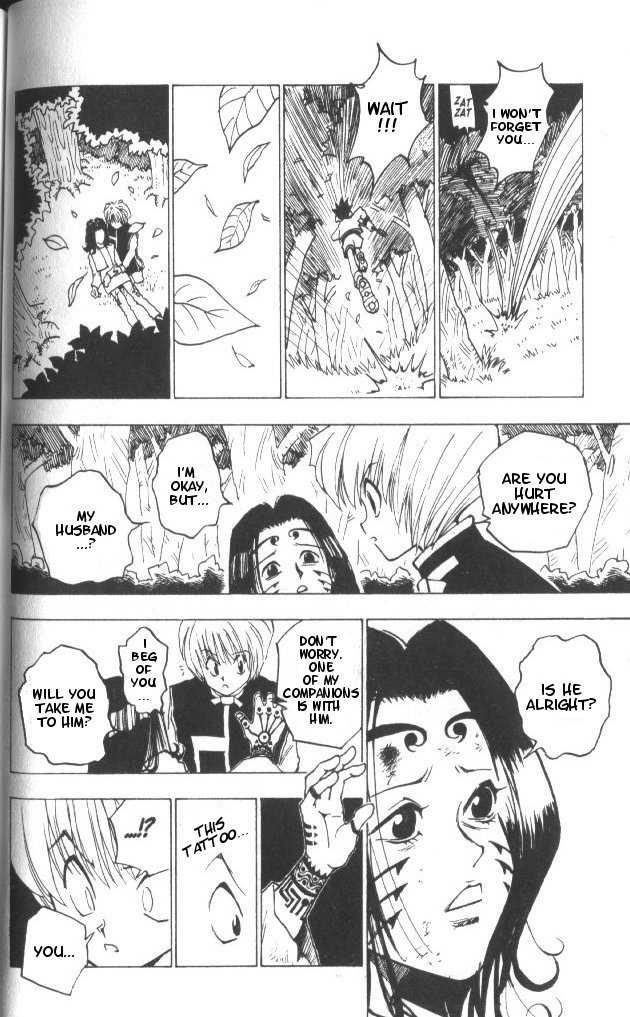 I WON'T
FORGET
YOU...
ZAT
ZAT
WAIT
!!!
ARE YOU
HURT
ANYWHERE?
I'M
OKAY,
BUT...
MY
HUSBAND
...?
IS HE
ALRIGHT?
DON'T
WORRY.
ONE
OF MY
COMPANIONS
IS WITH
HIM.
I
BEG
OF
YOU
....
WILL YOU
TAKE ME
TO HIM?
THIS
TATTOO...
....!?
YOU...